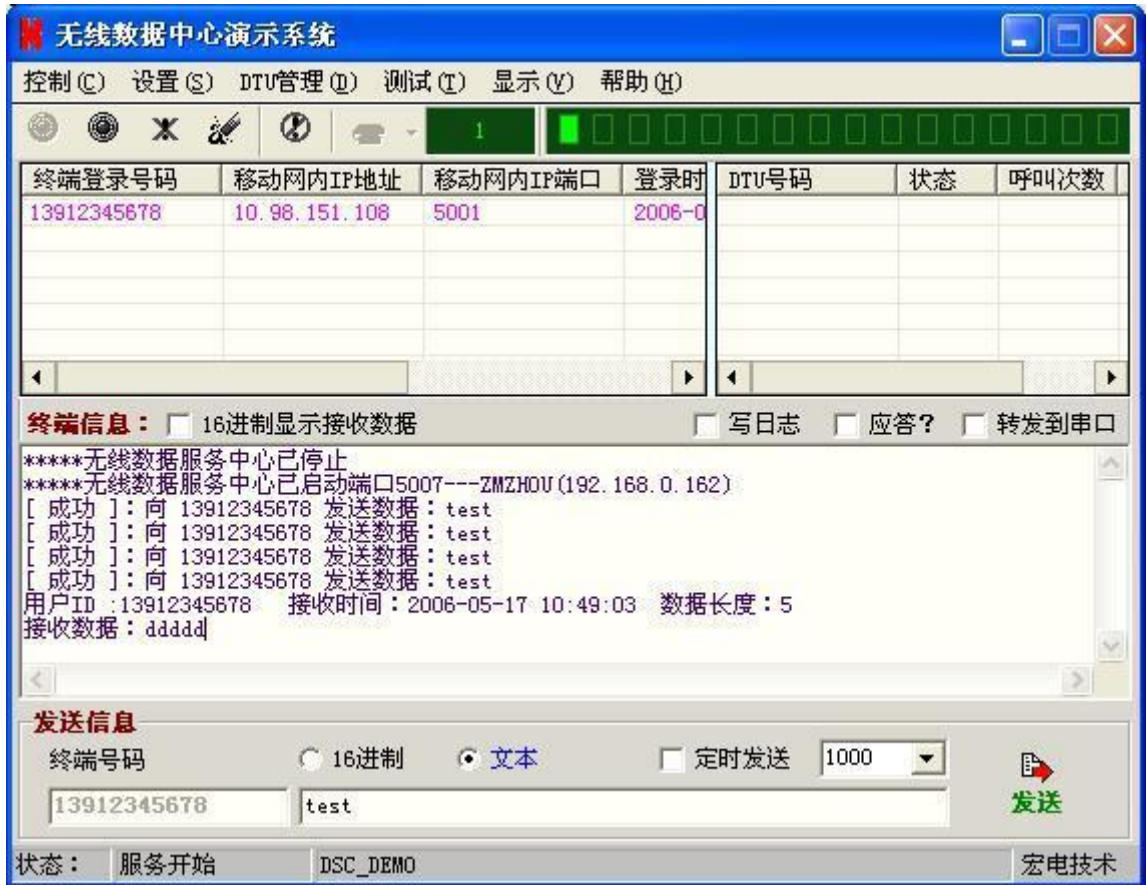 无线数据中心演示系统
控制(C) 设置(S) DTU管理(D) 测试(T) 显示(V) 帮助(H)
1
终端登录号码 移动网内IP地址 移动网内IP端口 登录时 DTU号码 状态 呼叫次数
13912345678 10.98.151.108 5001 2006-0
终端信息： 16进制显示接收数据 写日志 应答? 转发到串口
*****无线数据服务中心已停止
*****无线数据服务中心已启动端口5007---ZMZHOU(192.168.0.162)
[ 成功 ]：向 13912345678 发送数据：test
[ 成功 ]：向 13912345678 发送数据：test
[ 成功 ]：向 13912345678 发送数据：test
[ 成功 ]：向 13912345678 发送数据：test
用户ID :13912345678 接收时间：2006-05-17 10:49:03 数据长度：5
接收数据：ddddd
发送信息
终端号码 16进制 文本 定时发送 1000
13912345678 test 发送
状态： 服务开始 DSC_DEMO 宏电技术